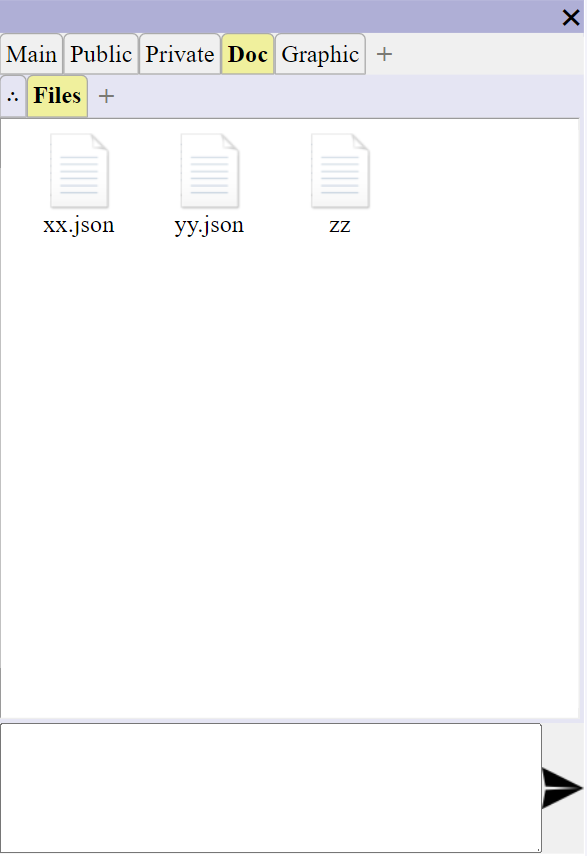 Main Public Private Doc Graphic +
∴ Files +
xx.json yy.json zz